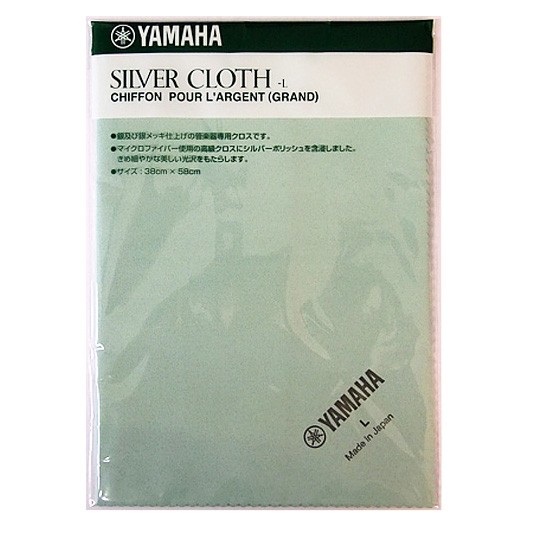 YAMAHA
SILVER CLOTH -L
CHIFFON POUR L'ARGENT (GRAND)
●銀及び銀メッキ仕上げの管楽器専用クロスです。
●マイクロファイバー使用の高級クロスにシルバーポリッシュを含浸しました。
きめ細やかな美しい光沢をもたらします。
●サイズ：38cm×58cm
YAMAHA
L
Made in Japan